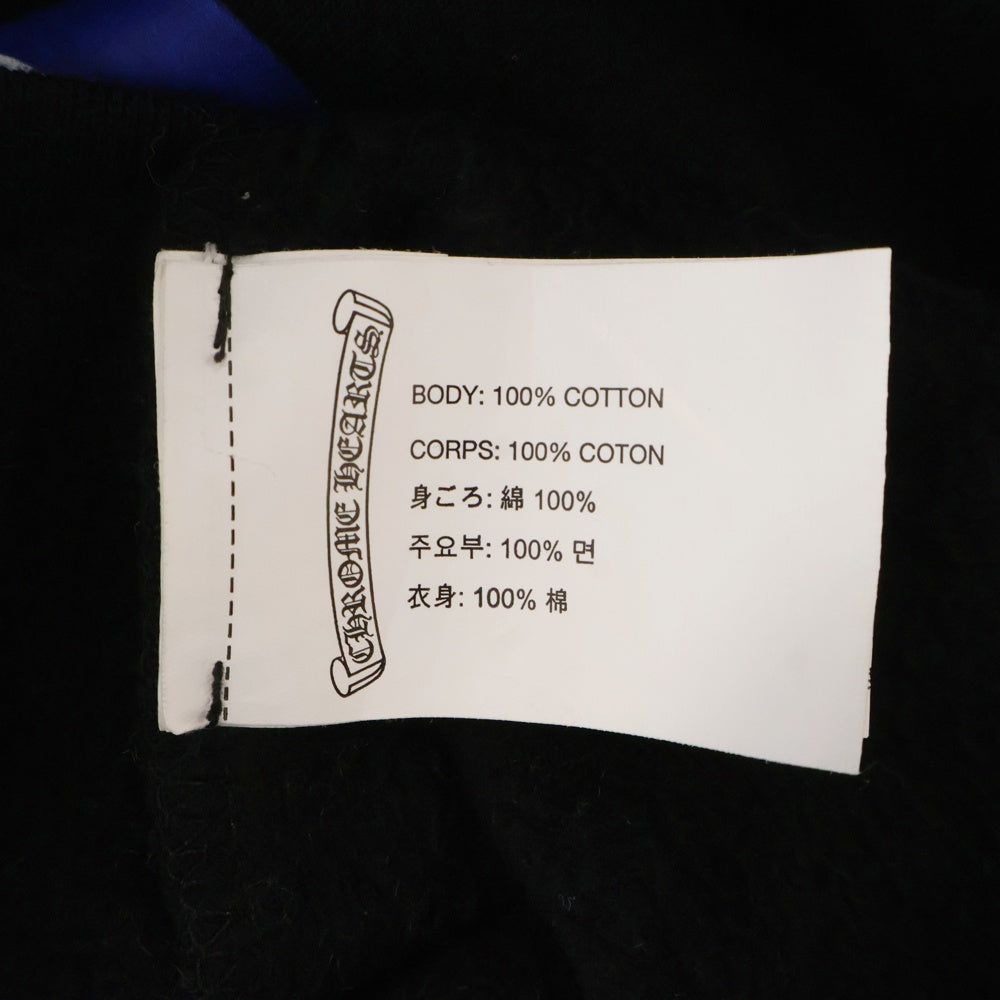 CHROME HEARTS
BODY: 100% COTTON
CORPS: 100% COTON
身ごろ: 綿 100%
주요부: 100% 면
衣身: 100% 棉